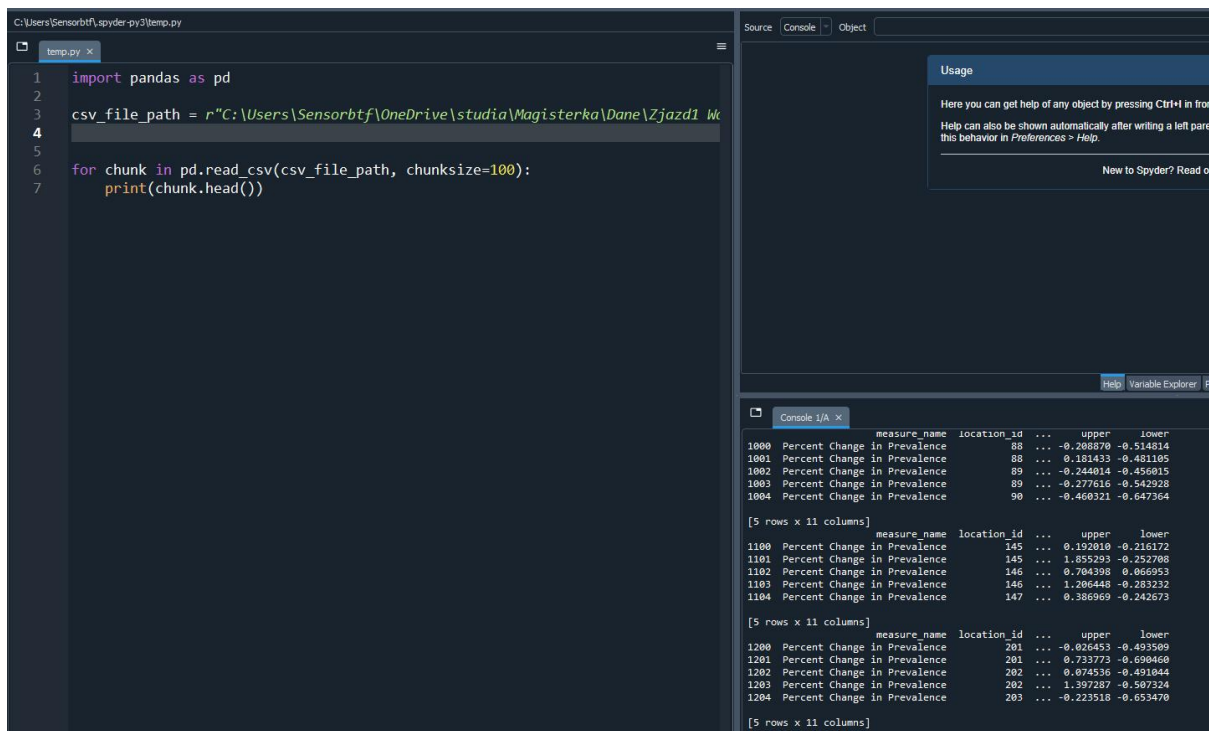 C:\Users\Sensorbtf\.spyder-py3\temp.py
temp.py ×
1 import pandas as pd
2
3 csv_file_path = r"C:\Users\Sensorbtf\OneDrive\studia\Magisterka\Dane\Zjazd1
4
5
6 for chunk in pd.read_csv(csv_file_path, chunksize=100):
7 print(chunk.head())
Source Console Object
Usage
Here you can get help of any object by pressing Ctrl+I in
Help can also be shown automatically after writing a left
this behavior in Preferences > Help.
New to Spyder? Read
Help Variable Explorer
Console 1/A ×
measure_name location_id ... upper lower
1000 Percent Change in Prevalence 88 ... -0.208870 -0.514814
1001 Percent Change in Prevalence 88 ... 0.181433 -0.481105
1002 Percent Change in Prevalence 89 ... -0.244014 -0.456015
1003 Percent Change in Prevalence 89 ... -0.277616 -0.542928
1004 Percent Change in Prevalence 90 ... -0.460321 -0.647364
[5 rows x 11 columns]
measure_name location_id ... upper lower
1100 Percent Change in Prevalence 145 ... 0.192010 -0.216172
1101 Percent Change in Prevalence 145 ... 1.855293 -0.252708
1102 Percent Change in Prevalence 146 ... 0.704398 0.066953
1103 Percent Change in Prevalence 146 ... 1.206448 -0.283232
1104 Percent Change in Prevalence 147 ... 0.386969 -0.242673
[5 rows x 11 columns]
measure_name location_id ... upper lower
1200 Percent Change in Prevalence 201 ... -0.026453 -0.493509
1201 Percent Change in Prevalence 201 ... 0.733773 -0.690460
1202 Percent Change in Prevalence 202 ... 0.074536 -0.491044
1203 Percent Change in Prevalence 202 ... 1.397287 -0.507324
1204 Percent Change in Prevalence 203 ... -0.223518 -0.653470
[5 rows x 11 columns]